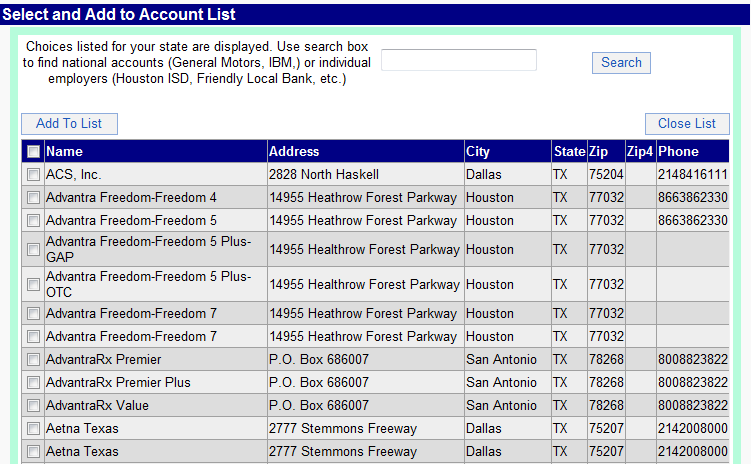 Select and Add to Account List
Choices listed for your state are displayed. Use search box
to find national accounts (General Motors, IBM,) or individual
employers (Houston ISD, Friendly Local Bank, etc.)
Search
Add To List
Close List
Name Address City State Zip Zip4 Phone
ACS, Inc. 2828 North Haskell Dallas TX 75204 2148416111
Advantra Freedom-Freedom 4 14955 Heathrow Forest Parkway Houston TX 77032 8663862330
Advantra Freedom-Freedom 5 14955 Heathrow Forest Parkway Houston TX 77032 8663862330
Advantra Freedom-Freedom 5 Plus-
GAP 14955 Healthrow Forest Parkway Houston TX 77032
Advantra Freedom-Freedom 5 Plus-
OTC 14955 Healthrow Forest Parkway Houston TX 77032
Advantra Freedom-Freedom 7 14955 Heathrow Forest Parkway Houston TX 77032
Advantra Freedom-Freedom 7 14955 Heathrow Forest Parkway Houston TX 77032
AdvantraRx Premier P.O. Box 686007 San Antonio TX 78268 8008823822
AdvantraRx Premier Plus P.O. Box 686007 San Antonio TX 78268 8008823822
AdvantraRx Value P.O. Box 686007 San Antonio TX 78268 8008823822
Aetna Texas 2777 Stemmons Freeway Dallas TX 75207 2142008000
Aetna Texas 2777 Stemmons Freeway Dallas TX 75207 2142008000